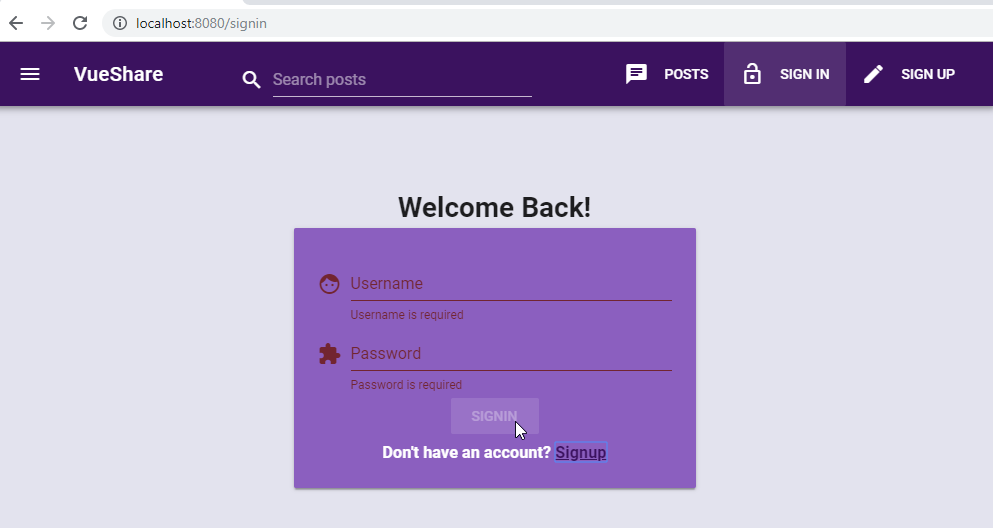 localhost:8080/signin
VueShare
Search posts
POSTS
SIGN IN
SIGN UP
Welcome Back!
Username
Username is required
Password
Password is required
SIGNIN
Don't have an account? Signup